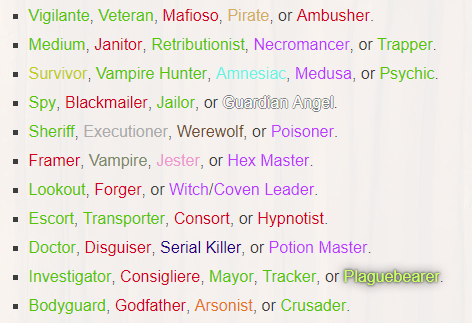 Vigilante, Veteran, Mafioso, Pirate, or Ambusher.
Medium, Janitor, Retributionist, Necromancer, or Trapper.
Survivor, Vampire Hunter, Amnesiac, Medusa, or Psychic.
Spy, Blackmailer, Jailor, or Guardian Angel.
Sheriff, Executioner, Werewolf, or Poisoner.
Framer, Vampire, Jester, or Hex Master.
Lookout, Forger, or Witch/Coven Leader.
Escort, Transporter, Consort, or Hypnotist.
Doctor, Disguiser, Serial Killer, or Potion Master.
Investigator, Consigliere, Mayor, Tracker, or Plaguebearer.
Bodyguard, Godfather, Arsonist, or Crusader.